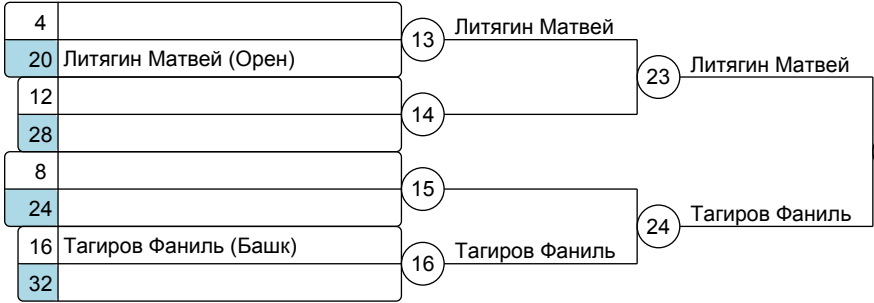 4
20 Литягин Матвей (Орен)
13 Литягин Матвей
12
28
14
23 Литягин Матвей
8
24
15
16 Тагиров Фаниль (Башк)
32
16 Тагиров Фаниль
24 Тагиров Фаниль